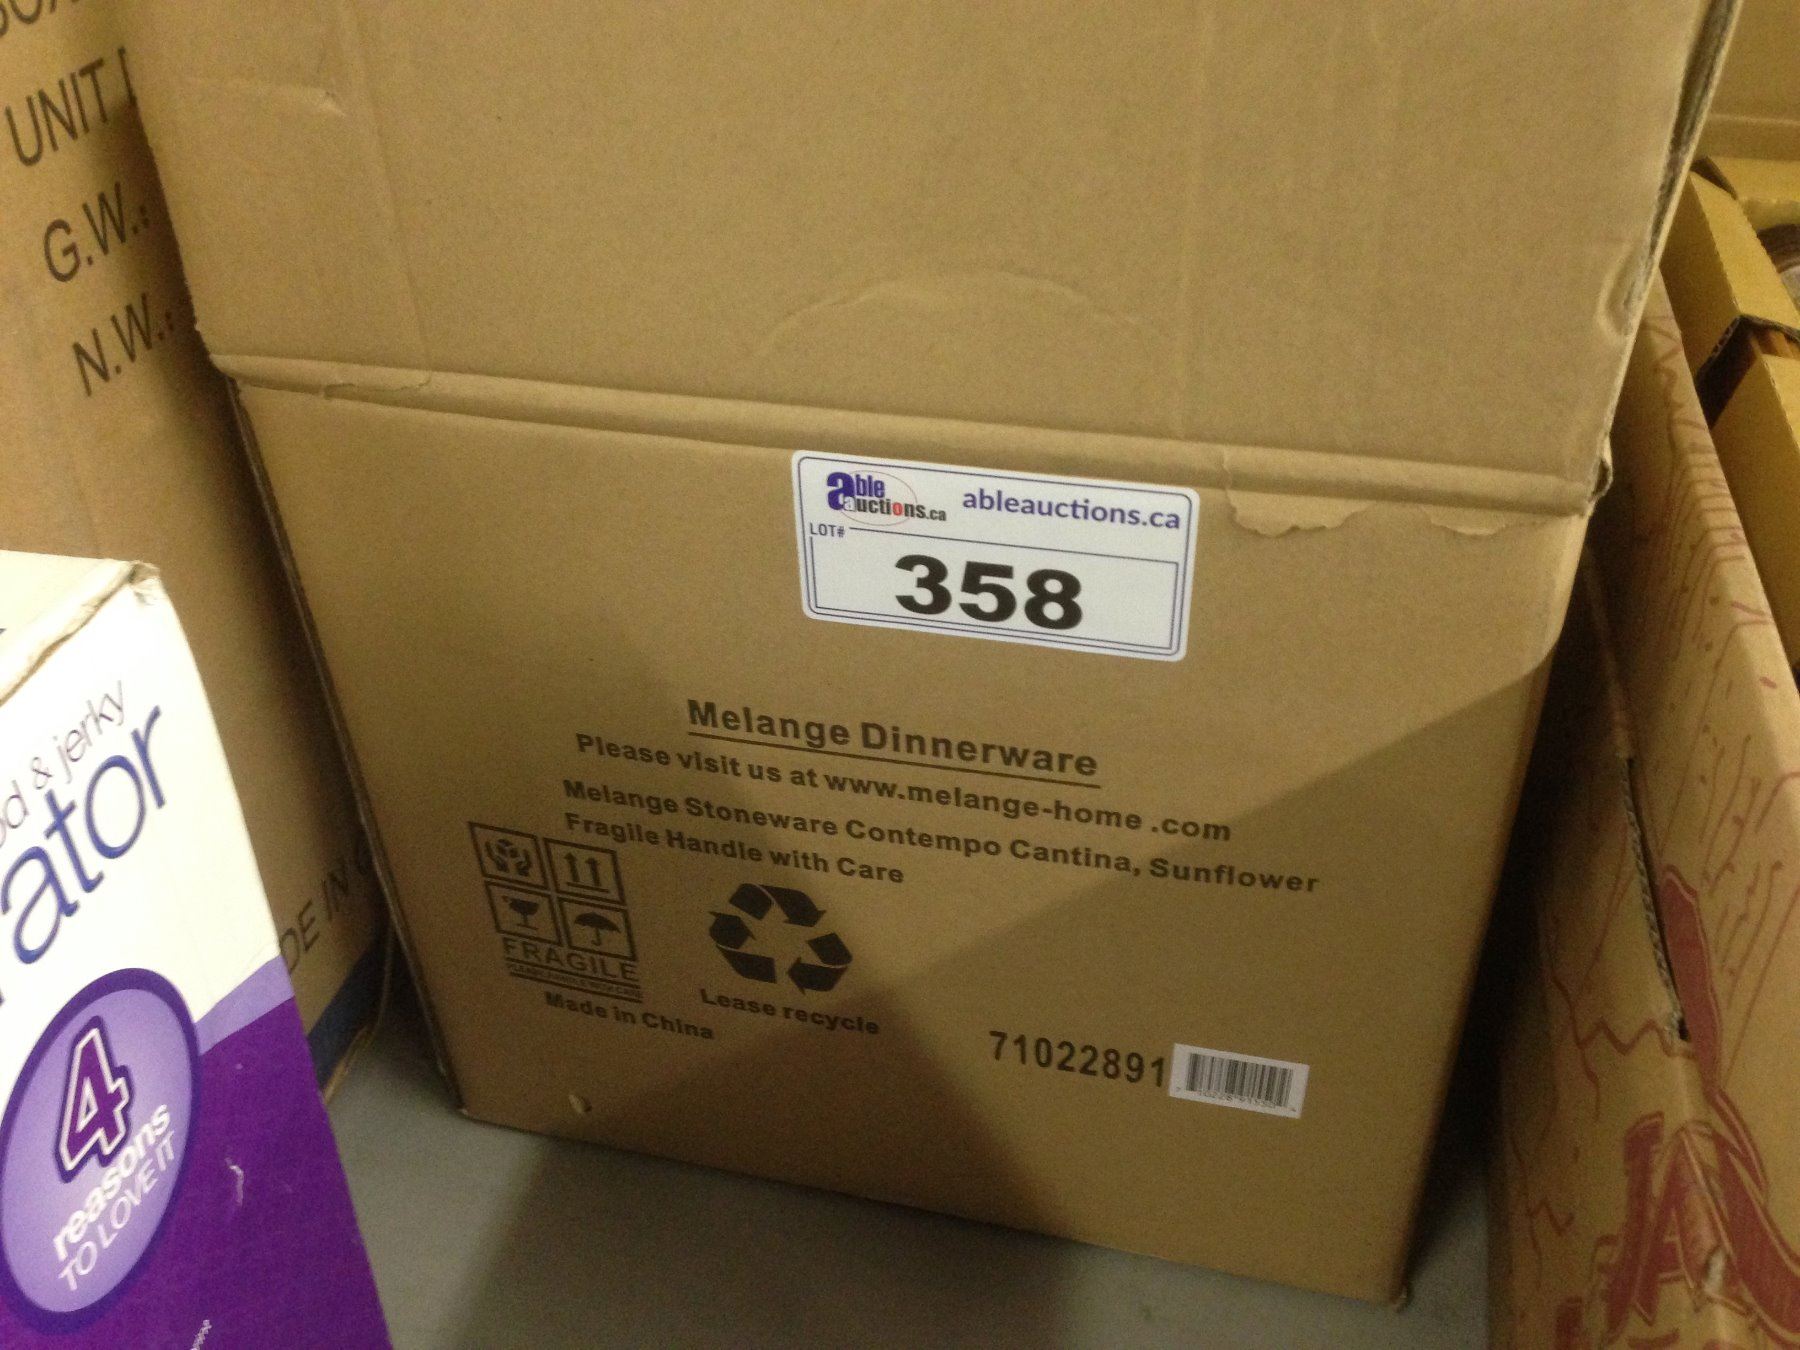 UNIT
G.W.:
N.W.:
able auctions.ca
ableauctions.ca
LOT#
358
Melange Dinnerware
Please visit us at www.melange-home .com
Melange Stoneware Contempo Cantina, Sunflower
Fragile Handle with Care
FRAGILE
Made in China
Lease recycle
71022891
& jerky
ator
4
reasons
TO LOVE IT